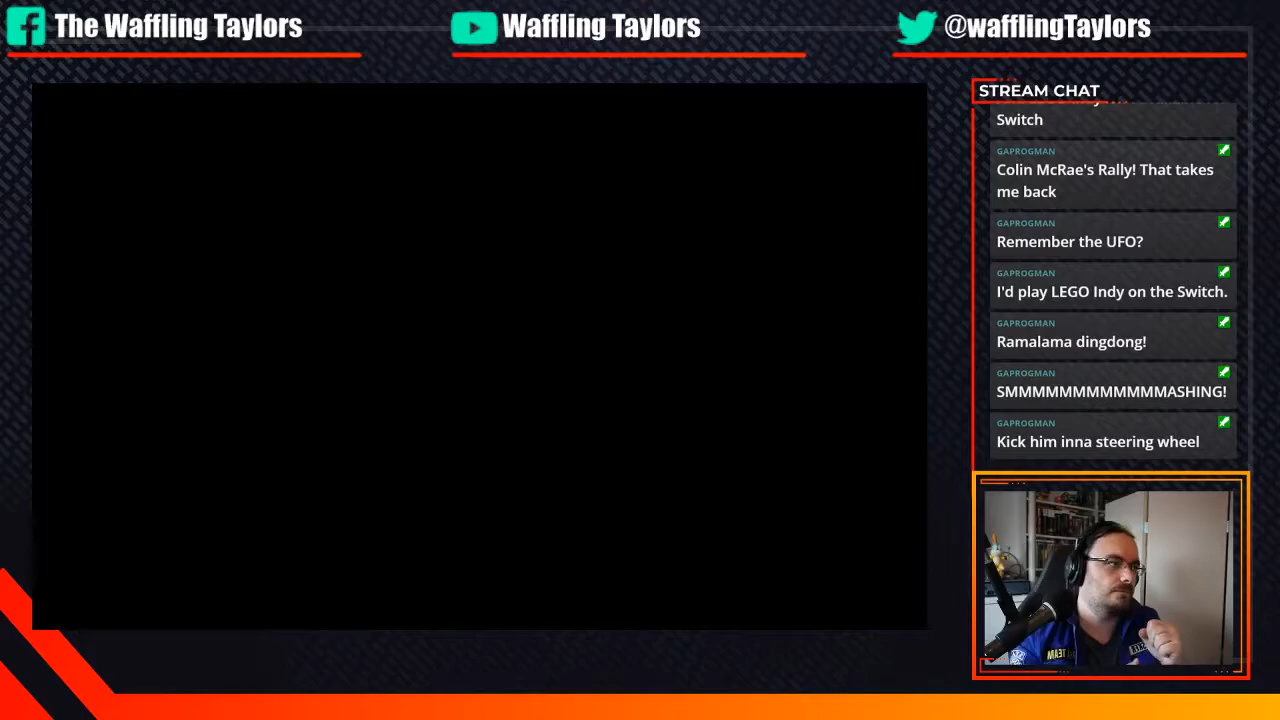 The Waffling Taylors
Waffling Taylors
@wafflingTaylors
STREAM CHAT
Switch
GAPROGMAN
Colin McRae's Rally! That takes
me back
GAPROGMAN
Remember the UFO?
GAPROGMAN
I'd play LEGO Indy on the Switch.
GAPROGMAN
Ramalama dingdong!
GAPROGMAN
SMMMMMMMMMMMMASHING!
GAPROGMAN
Kick him inna steering wheel